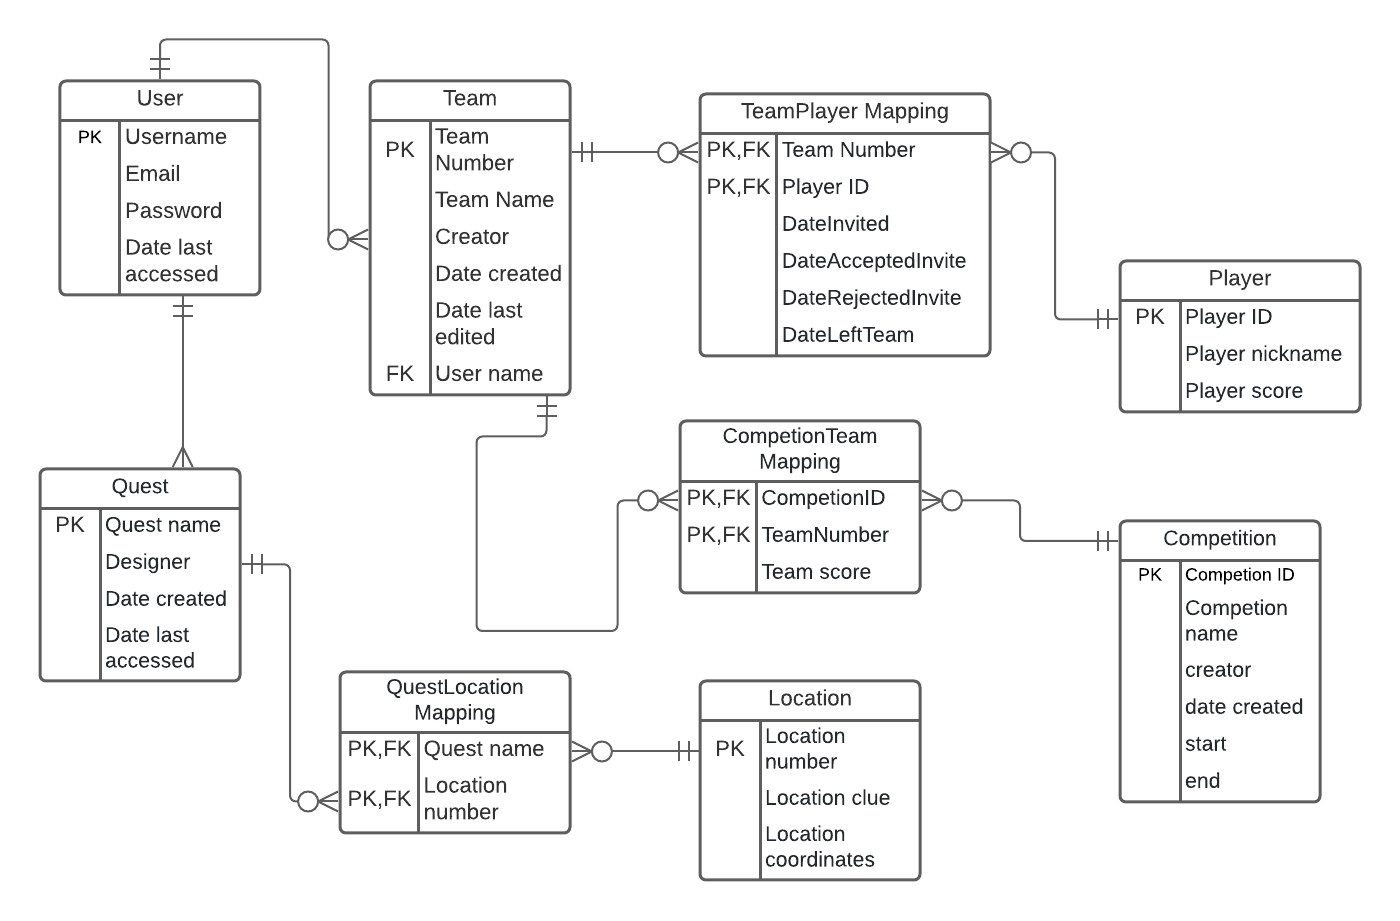 User
PK Username
Email
Password
Date last
accessed
Team
PK Team
Number
Team Name
Creator
Date created
Date last
edited
FK User name
TeamPlayer Mapping
PK,FK Team Number
PK,FK Player ID
DateInvited
DateAcceptedInvite
DateRejectedInvite
DateLeftTeam
Player
PK Player ID
Player nickname
Player score
CompetionTeam
Mapping
PK,FK CompetionID
PK,FK TeamNumber
Team score
Quest
PK Quest name
Designer
Date created
Date last
accessed
Competition
PK Competion ID
Competion
name
creator
date created
start
end
QuestLocation
Mapping
PK,FK Quest name
PK,FK Location
number
Location
PK Location
number
Location clue
Location
coordinates